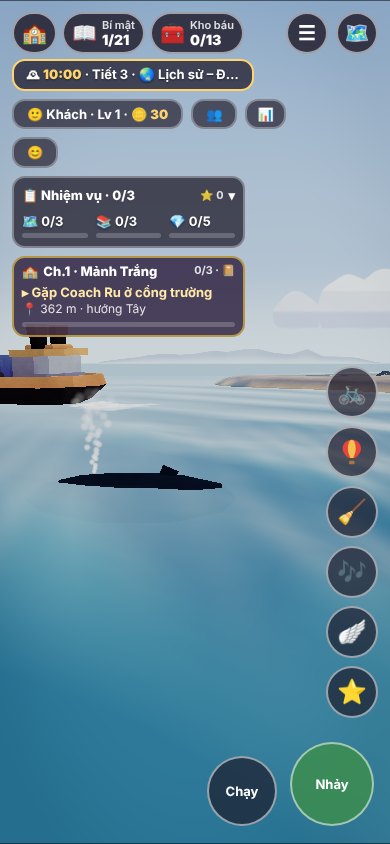 Bí mật
1/21
Kho báu
0/13
10:00 · Tiết 3 · Lịch sử – Đ...
Khách · Lv 1 · 30
Nhiệm vụ · 0/3
0 ▾
0/3
0/3
0/5
Ch.1 · Mảnh Trắng
0/3 ·
▸ Gặp Coach Ru ở cổng trường
362 m · hướng Tây
Chạy
Nhảy